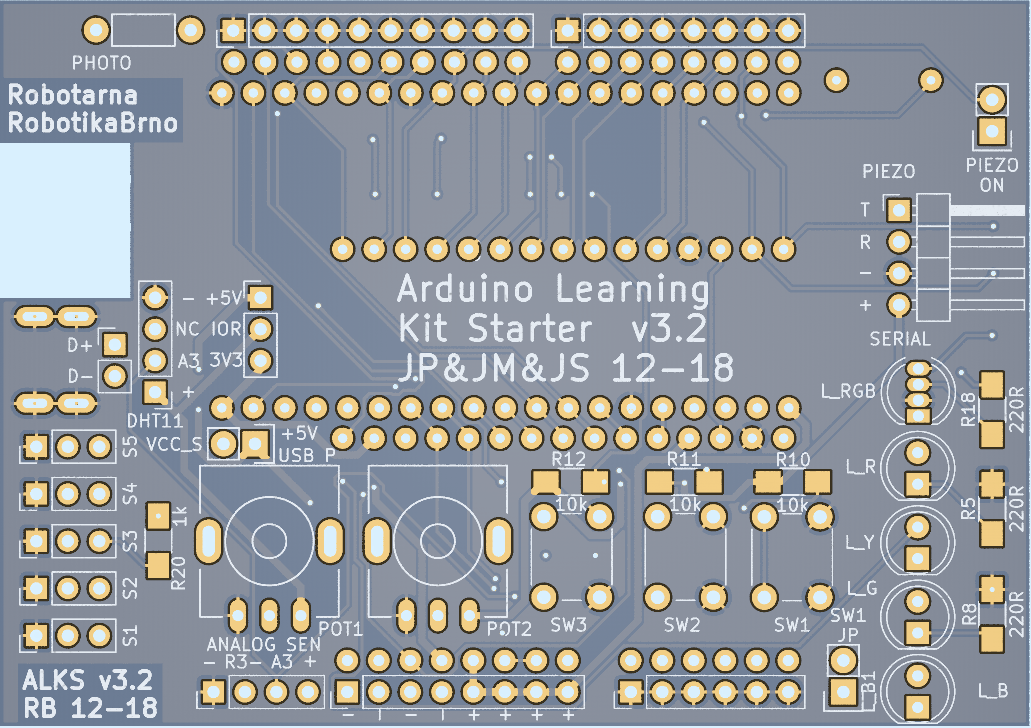 PHOTO
Robotarna
RobotikaBrno
PIEZO
ON
PIEZO
T
R
-
+
SERIAL
Arduino Learning
Kit Starter v3.2
JP&JM&JS 12-18
- +5V
NC IOR
A3 3V3
+
D+
D-
DHT11
VCC_S
+5V
USB P
L_RGB
R18
220R
S5
S4
S3
S2
S1
1k
R20
R12
10k
R11
10k
R10
10k
L_R
R5
220R
L_Y
L_G
R8
220R
POT1
POT2
SW3
SW2
SW1
SW1
JP
ANALOG SEN
- R3- A3 +
ALKS v3.2
RB 12-18
- | - | + + + +
B1
L_B